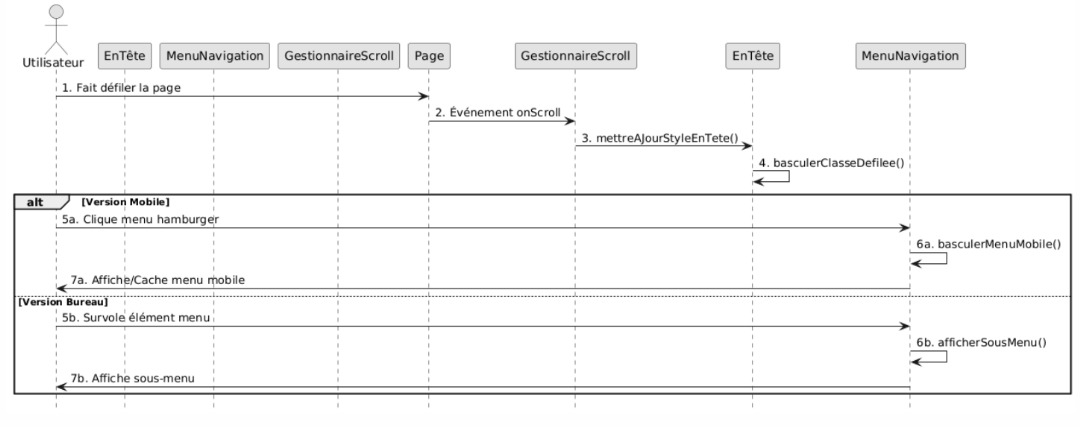 Utilisateur
EnTête
MenuNavigation
GestionnaireScroll
Page
GestionnaireScroll
EnTête
MenuNavigation
1. Fait défiler la page
2. Événement onScroll
3. mettreAJourStyleEnTete()
4. basculerClasseDefilee()
alt [Version Mobile]
5a. Clique menu hamburger
6a. basculerMenuMobile()
7a. Affiche/Cache menu mobile
[Version Bureau]
5b. Survole élément menu
6b. afficherSousMenu()
7b. Affiche sous-menu